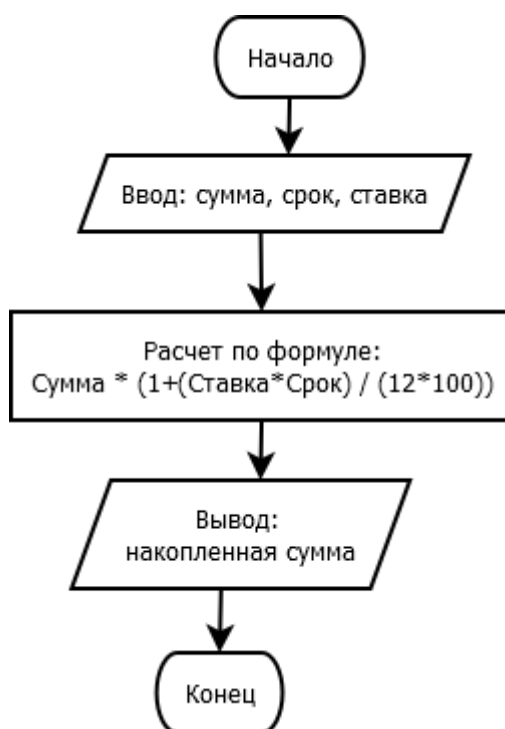 Начало
Ввод: сумма, срок, ставка
Расчет по формуле:
Сумма * (1+(Ставка*Срок) / (12*100))
Вывод:
накопленная сумма
Конец